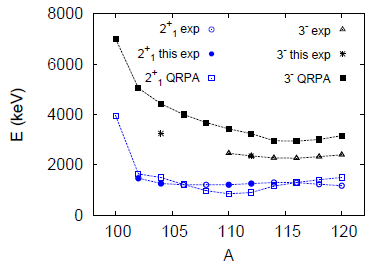 8000
6000
4000
2000
0
E (keV)
2⁺₁ exp
2⁺₁ this exp
2⁺₁ QRPA
3⁻ exp
3⁻ this exp
3⁻ QRPA
100 105 110 115 120
A